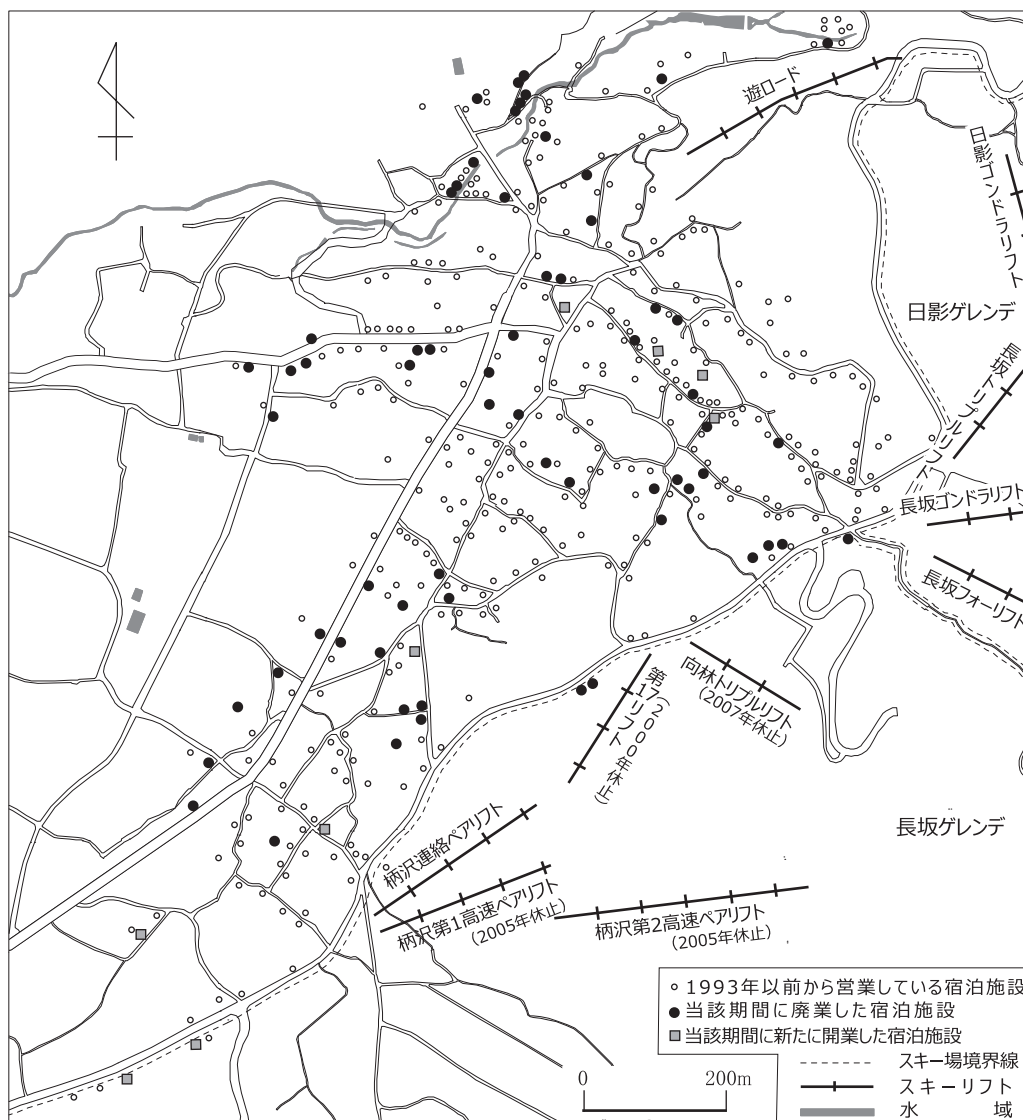 遊ロード
日影ゴンドラリフト
日影ゲレンデ
長坂トリプルリフト
長坂ゴンドラリフト
長坂フォーリフト
向林トリプルリフト
(2007年休止)
第17リフト
(2000年休止)
長坂ゲレンデ
柄沢連絡ペアリフト
柄沢第1高速ペアリフト
(2005年休止)
柄沢第2高速ペアリフト
(2005年休止)
1993年以前から営業している宿泊施設
当該期間に廃業した宿泊施設
当該期間に新たに開業した宿泊施設
スキー場境界線
スキーリフト
水 域
0 200m